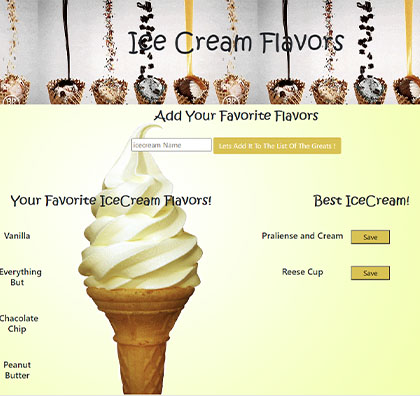 Ice Cream Flavors
Add Your Favorite Flavors
icecream Name
Lets Add It To The List Of The Greats !
Your Favorite IceCream Flavors!
Best IceCream!
Vanilla
Praliense and Cream
Save
Everything
But
Reese Cup
Save
Chacolate
Chip
Peanut
Butter